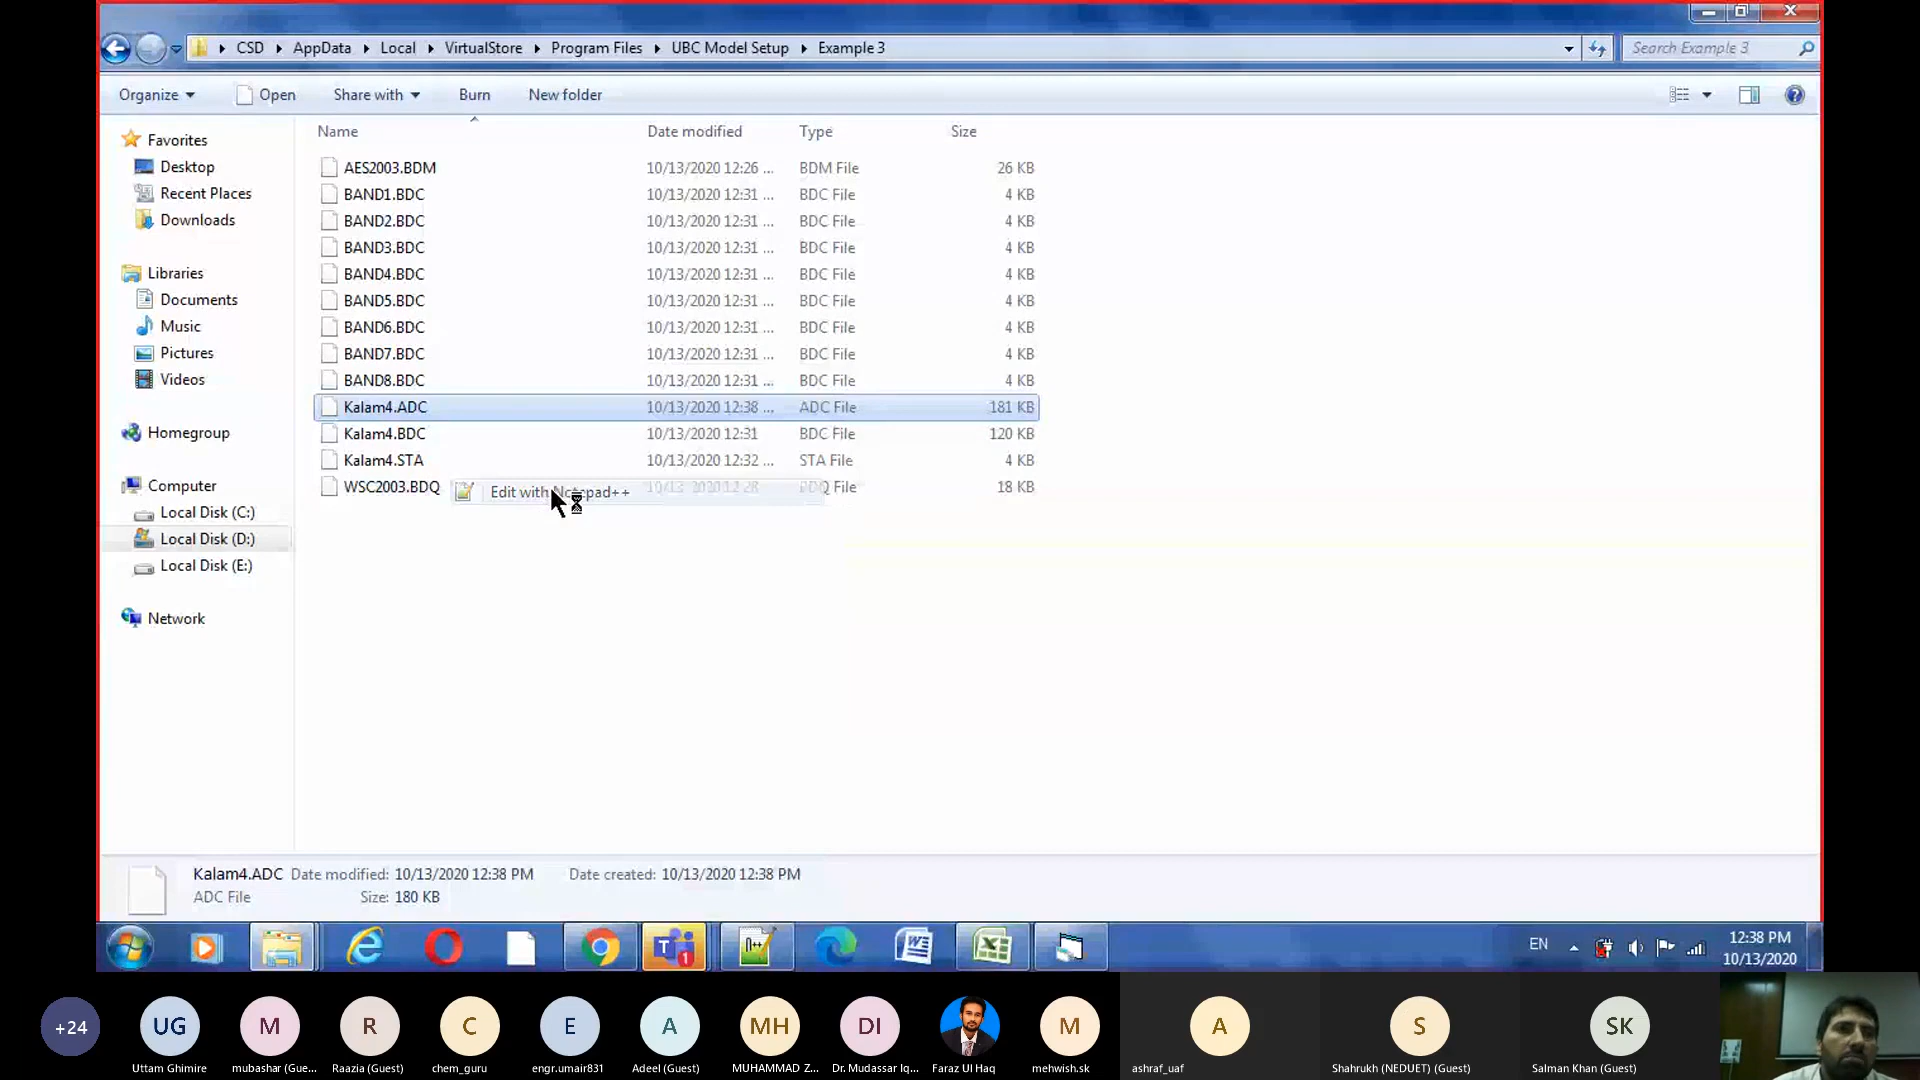 CSD AppData Local VirtualStore Program Files UBC Model Setup Example 3 Search Example 3
Organize Open Share with Burn New folder
Name Date modified Type Size
Favorites
Desktop
Recent Places
Downloads
Libraries
Documents
Music
Pictures
Videos
Homegroup
Computer
Local Disk (C:)
Local Disk (D:)
Local Disk (E:)
Network
AES2003.BDM 10/13/2020 12:26 ... BDM File 26 KB
BAND1.BDC 10/13/2020 12:31 ... BDC File 4 KB
BAND2.BDC 10/13/2020 12:31 ... BDC File 4 KB
BAND3.BDC 10/13/2020 12:31 ... BDC File 4 KB
BAND4.BDC 10/13/2020 12:31 ... BDC File 4 KB
BAND5.BDC 10/13/2020 12:31 ... BDC File 4 KB
BAND6.BDC 10/13/2020 12:31 ... BDC File 4 KB
BAND7.BDC 10/13/2020 12:31 ... BDC File 4 KB
BAND8.BDC 10/13/2020 12:31 ... BDC File 4 KB
Kalam4.ADC 10/13/2020 12:38 ... ADC File 181 KB
Kalam4.BDC 10/13/2020 12:31 BDC File 120 KB
Kalam4.STA 10/13/2020 12:32 ... STA File 4 KB
WSC2003.BDQ 10/13/2020 12:28 BDQ File 18 KB
Edit with Notepad++
Kalam4.ADC Date modified: 10/13/2020 12:38 PM Date created: 10/13/2020 12:38 PM
ADC File Size: 180 KB
EN
12:38 PM
10/13/2020
+24 UG M R C E A MH DI M A S SK
Uttam Ghimire mubashar (Gue... Raazia (Guest) chem_guru engr.umair831 Adeel (Guest) MUHAMMAD Z... Dr. Mudassar Iq... Faraz Ul Haq mehwish.sk ashraf_uaf Shahrukh (NEDUET) (Guest) Salman Khan (Guest)